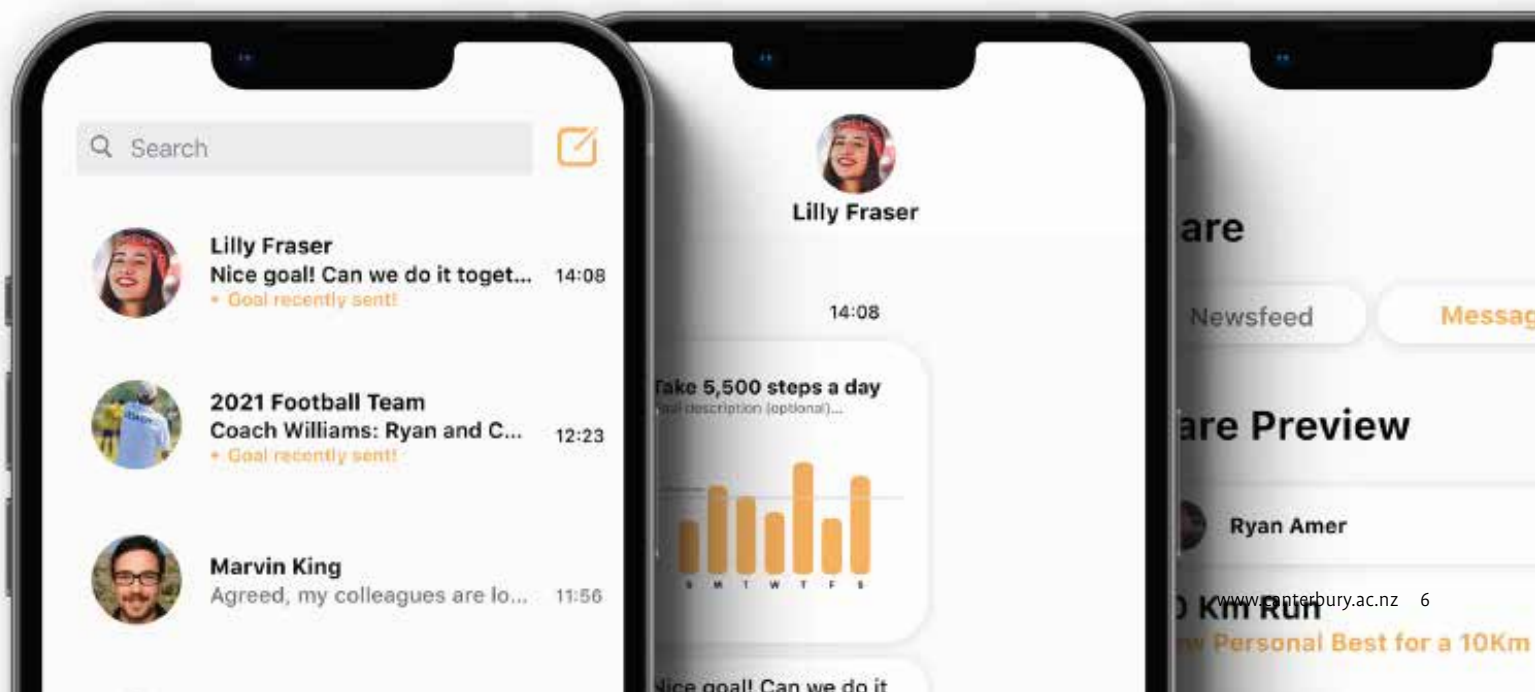 Search
Lilly Fraser
Nice goal! Can we do it toget... 14:08
• Goal recently sent!
2021 Football Team
Coach Williams: Ryan and C... 12:23
• Goal recently sent!
Marvin King
Agreed, my colleagues are lo... 11:56
Lilly Fraser
14:08
Take 5,500 steps a day
description (optional)...
S M T W T F S
Nice goal! Can we do it
are
Newsfeed
Messag
are Preview
Ryan Amer
0 Km Run
www.canterbury.ac.nz 6
Personal Best for a 10Km